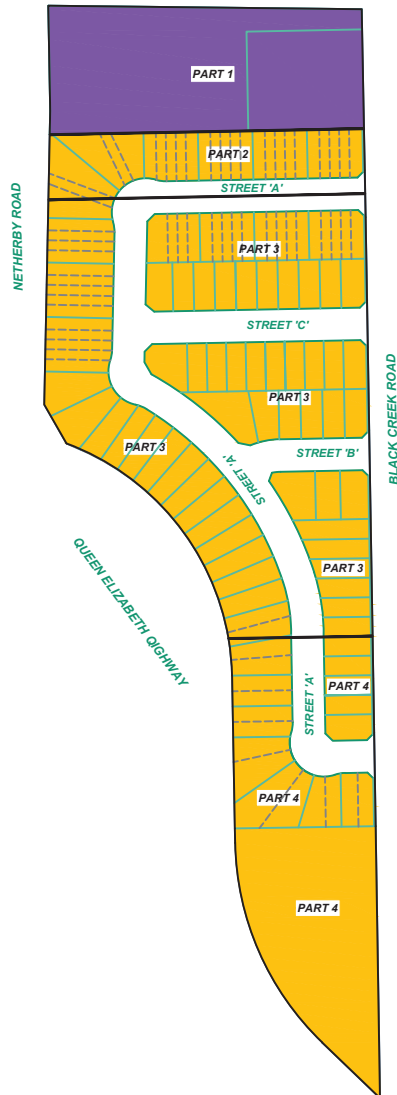 PART 1
PART 2
STREET 'A'
NETHERBY ROAD
PART 3
STREET 'C'
PART 3
BLACK CREEK ROAD
PART 3
STREET 'B'
STREET 'A'
PART 3
QUEEN ELIZABETH QIGHWAY
PART 4
STREET 'A'
PART 4
PART 4